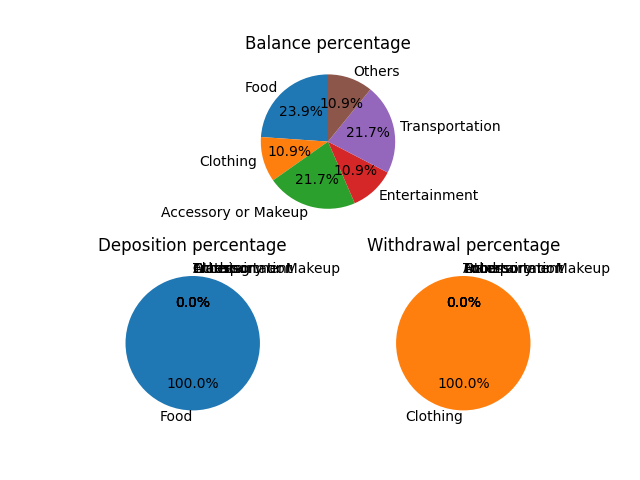 Balance percentage
Others
Food
10.9%
23.9%
Transportation
21.7%
Clothing
10.9%
10.9%
21.7%
Entertainment
Accessory or Makeup
Deposition percentage
Withdrawal percentage
0.0%
0.0%
100.0%
100.0%
Food
Clothing